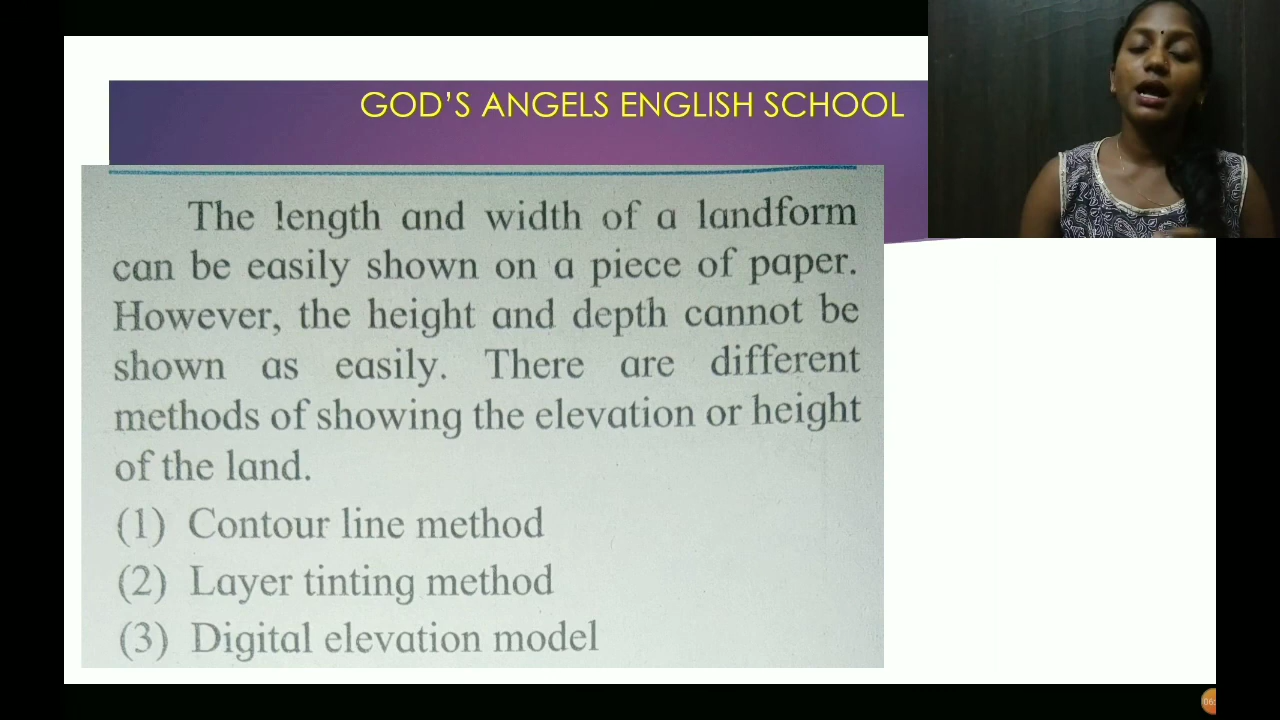 GOD'S ANGELS ENGLISH SCHOOL
The length and width of a landform
can be easily shown on a piece of paper.
However, the height and depth cannot be
shown as easily. There are different
methods of showing the elevation or height
of the land.
(1) Contour line method
(2) Layer tinting method
(3) Digital elevation model